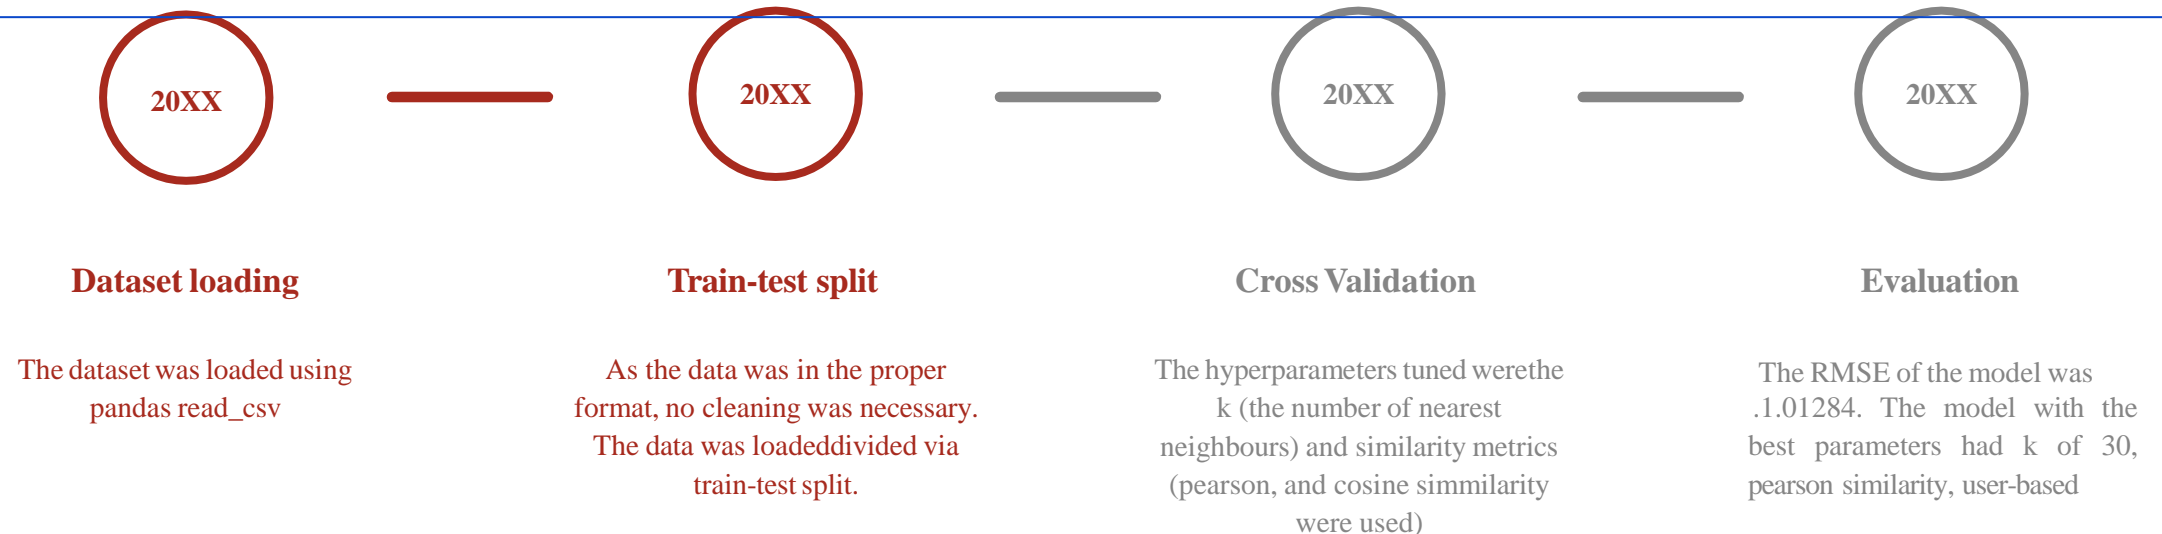 20XX
20XX
20XX
20XX
Dataset loading
The dataset was loaded using
pandas read_csv
Train-test split
As the data was in the proper
format, no cleaning was necessary.
The data was loadeddivided via
train-test split.
Cross Validation
The hyperparameters tuned werethe
k (the number of nearest
neighbours) and similarity metrics
(pearson, and cosine simmilarity
were used)
Evaluation
The RMSE of the model was
.1.01284. The model with the
best parameters had k of 30,
pearson similarity, user-based